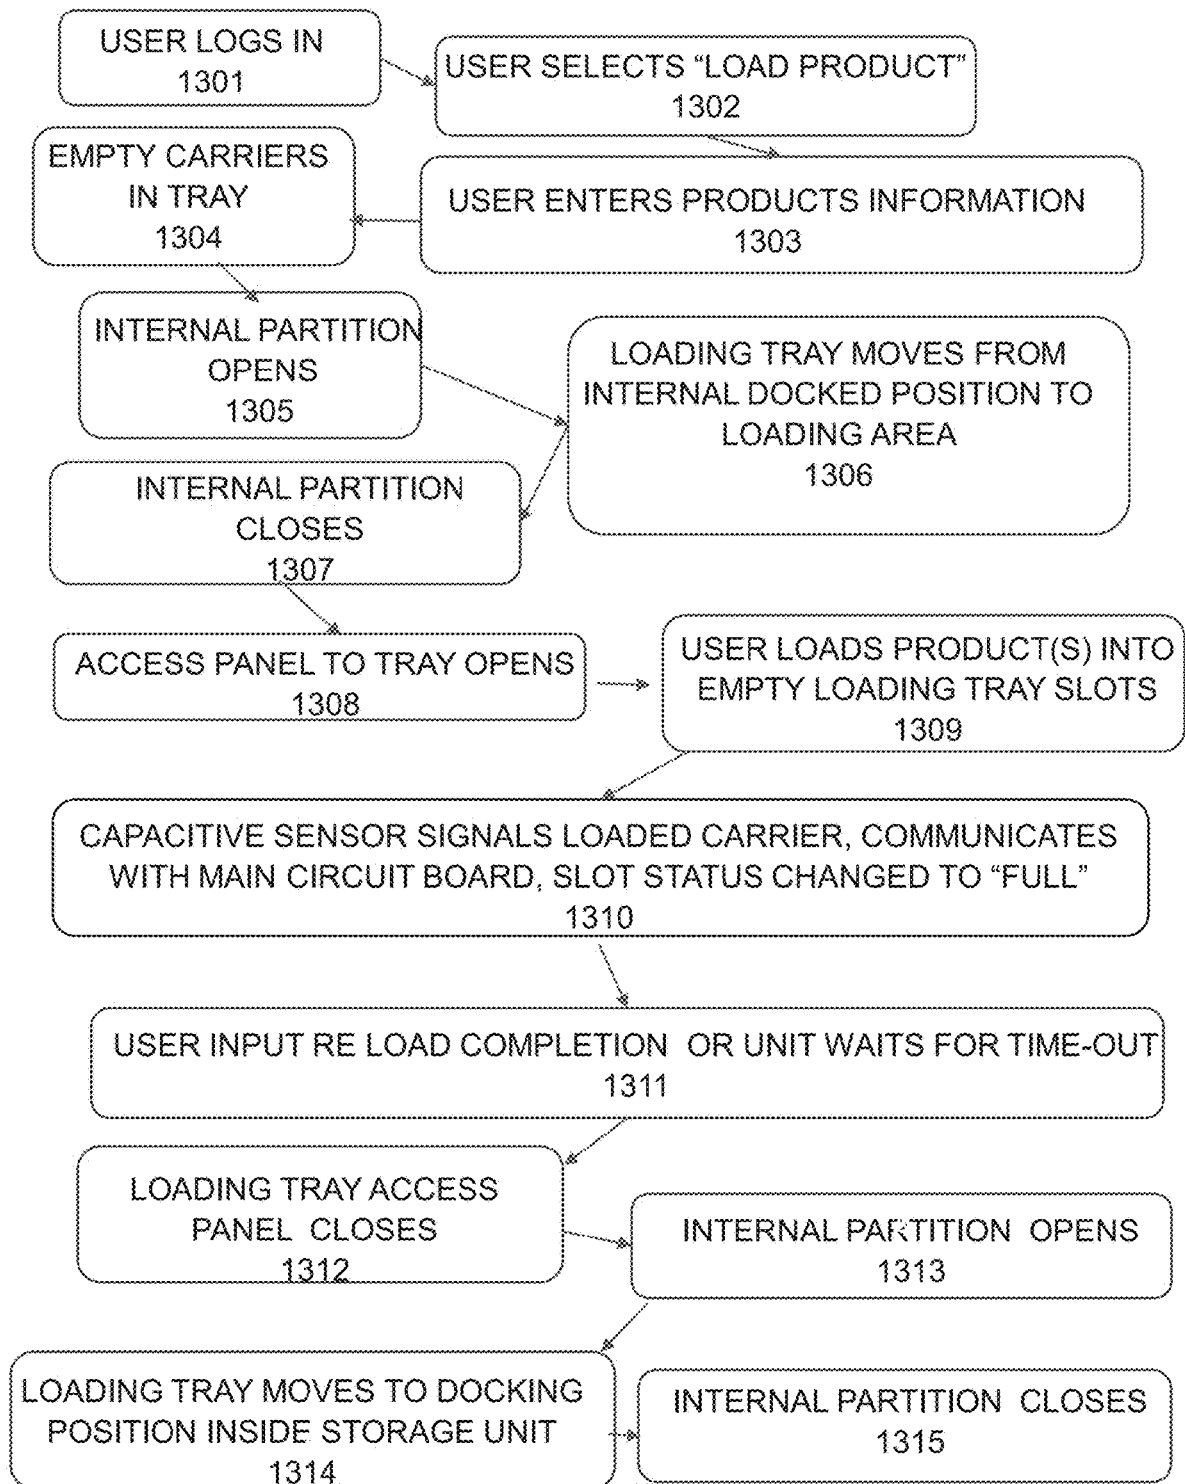 USER LOGS IN
1301
USER SELECTS “LOAD PRODUCT”
1302
USER ENTERS PRODUCTS INFORMATION
1303
EMPTY CARRIERS
IN TRAY
1304
INTERNAL PARTITION
OPENS
1305
LOADING TRAY MOVES FROM
INTERNAL DOCKED POSITION TO
LOADING AREA
1306
INTERNAL PARTITION
CLOSES
1307
ACCESS PANEL TO TRAY OPENS
1308
USER LOADS PRODUCT(S) INTO
EMPTY LOADING TRAY SLOTS
1309
CAPACITIVE SENSOR SIGNALS LOADED CARRIER, COMMUNICATES
WITH MAIN CIRCUIT BOARD, SLOT STATUS CHANGED TO “FULL”
1310
USER INPUT RE LOAD COMPLETION OR UNIT WAITS FOR TIME-OUT
1311
LOADING TRAY ACCESS
PANEL CLOSES
1312
INTERNAL PARTITION OPENS
1313
LOADING TRAY MOVES TO DOCKING
POSITION INSIDE STORAGE UNIT
1314
INTERNAL PARTITION CLOSES
1315